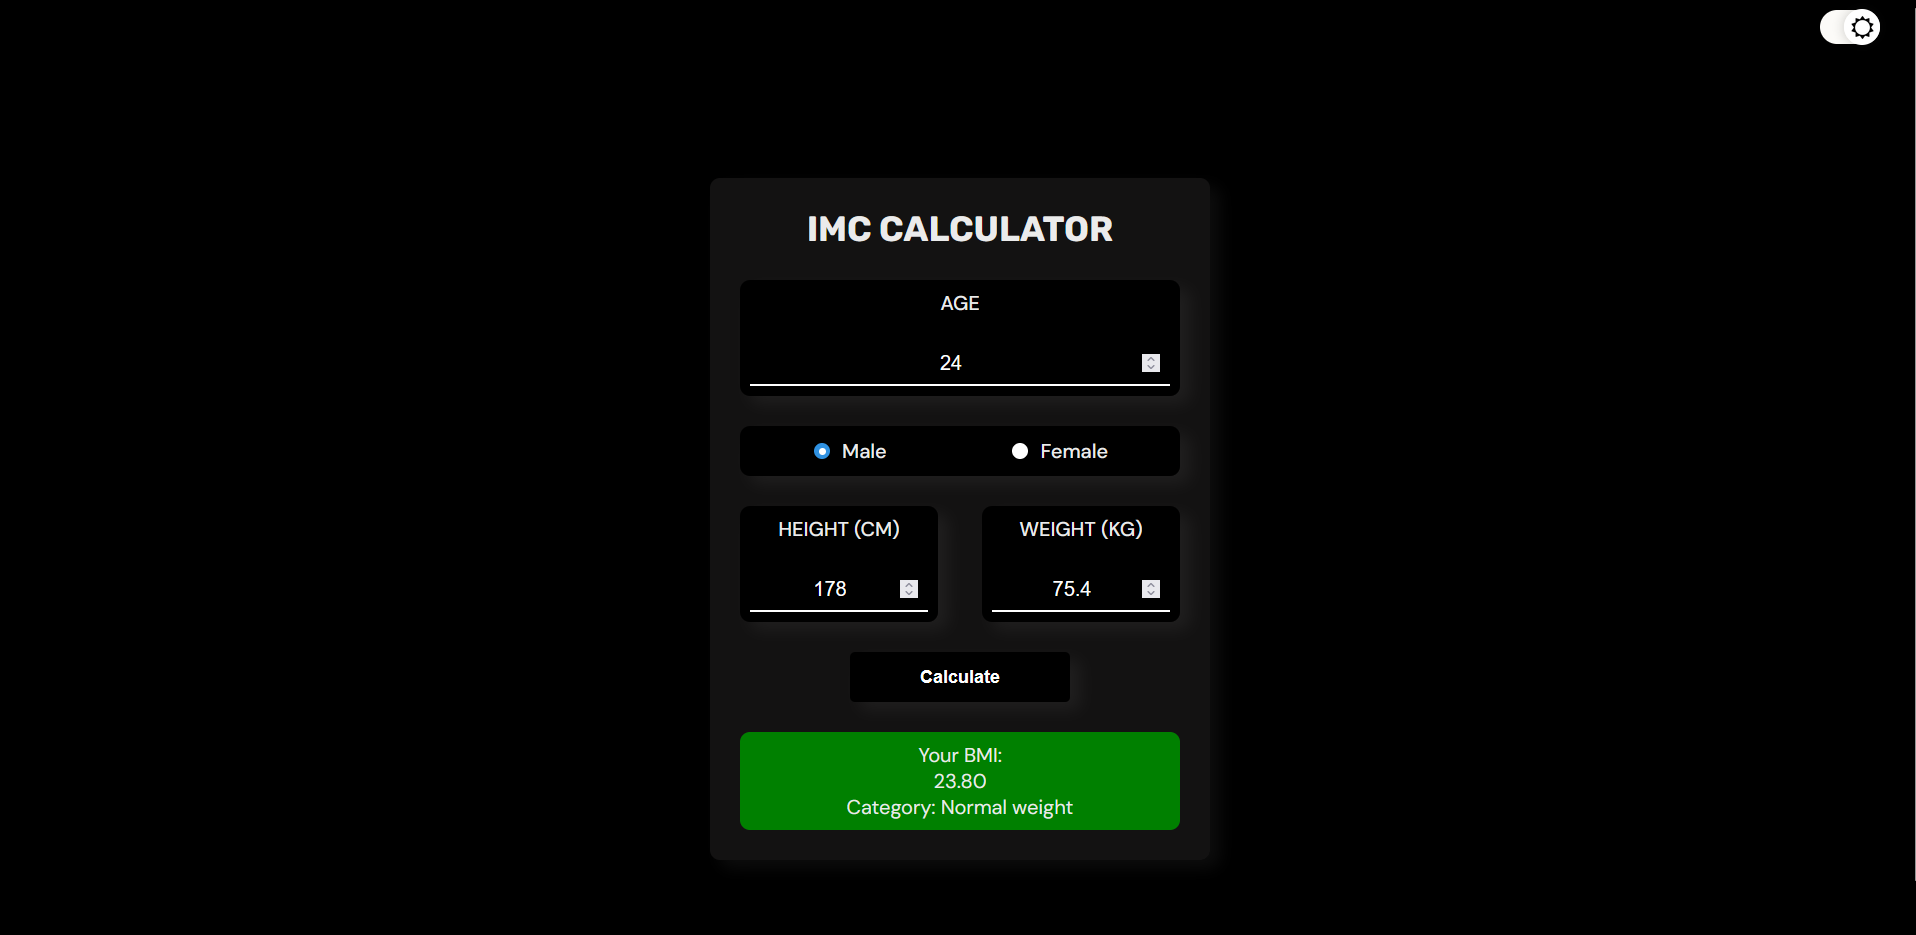 IMC CALCULATOR
AGE
24
Male Female
HEIGHT (CM) WEIGHT (KG)
178 75.4
Calculate
Your BMI:
23.80
Category: Normal weight